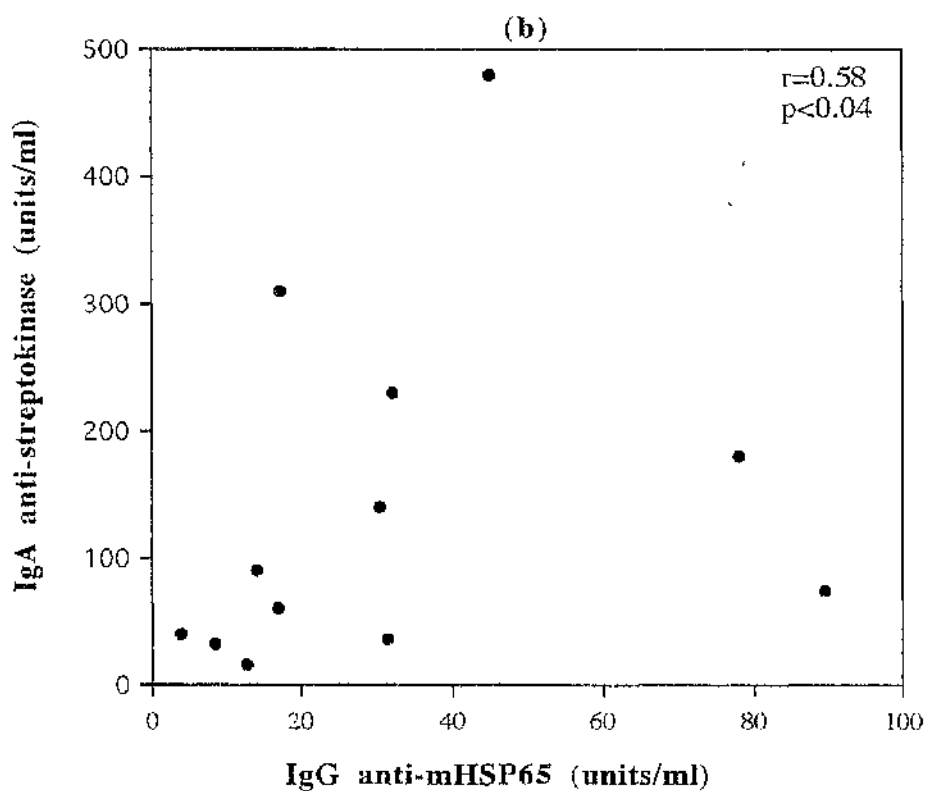 (b)
r=0.58
p<0.04
500
400
300
200
100
0
IgA anti-streptokinase (units/ml)
0 20 40 60 80 100
IgG anti-mHSP65 (units/ml)